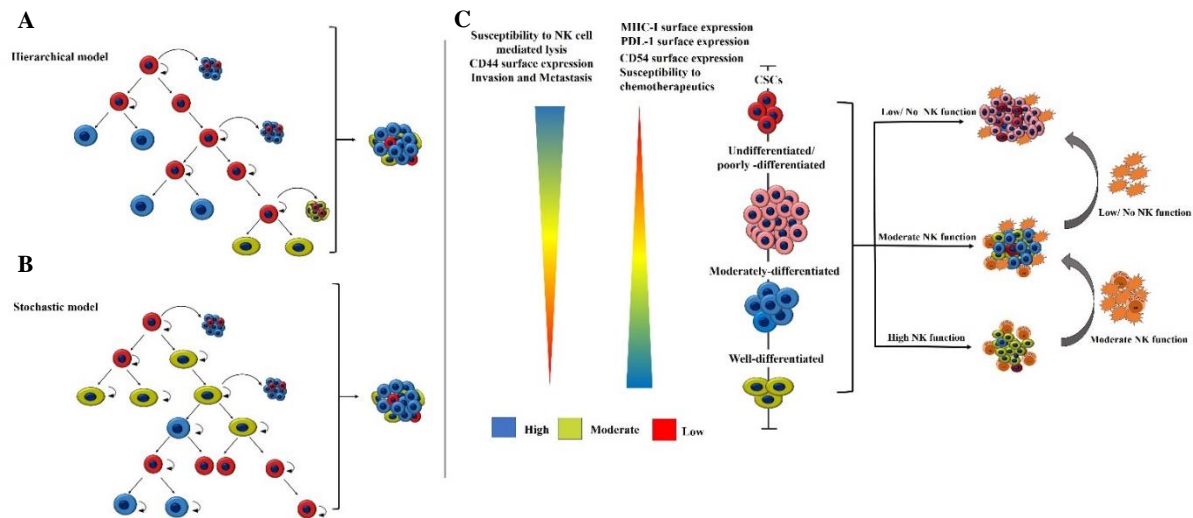 A
Hierarchical model
B
Stochastic model
C
Susceptibility to NK cell
mediated lysis
CD44 surface expression
Invasion and Metastasis
MHC-I surface expression
PDL-1 surface expression
CD54 surface expression
Susceptibility to
chemotherapeutics
CSCs
Undifferentiated/
poorly -differentiated
Moderately-differentiated
Well-differentiated
High
Moderate
Low
Low/ No NK function
Moderate NK function
High NK function
Low/ No NK function
Moderate NK function